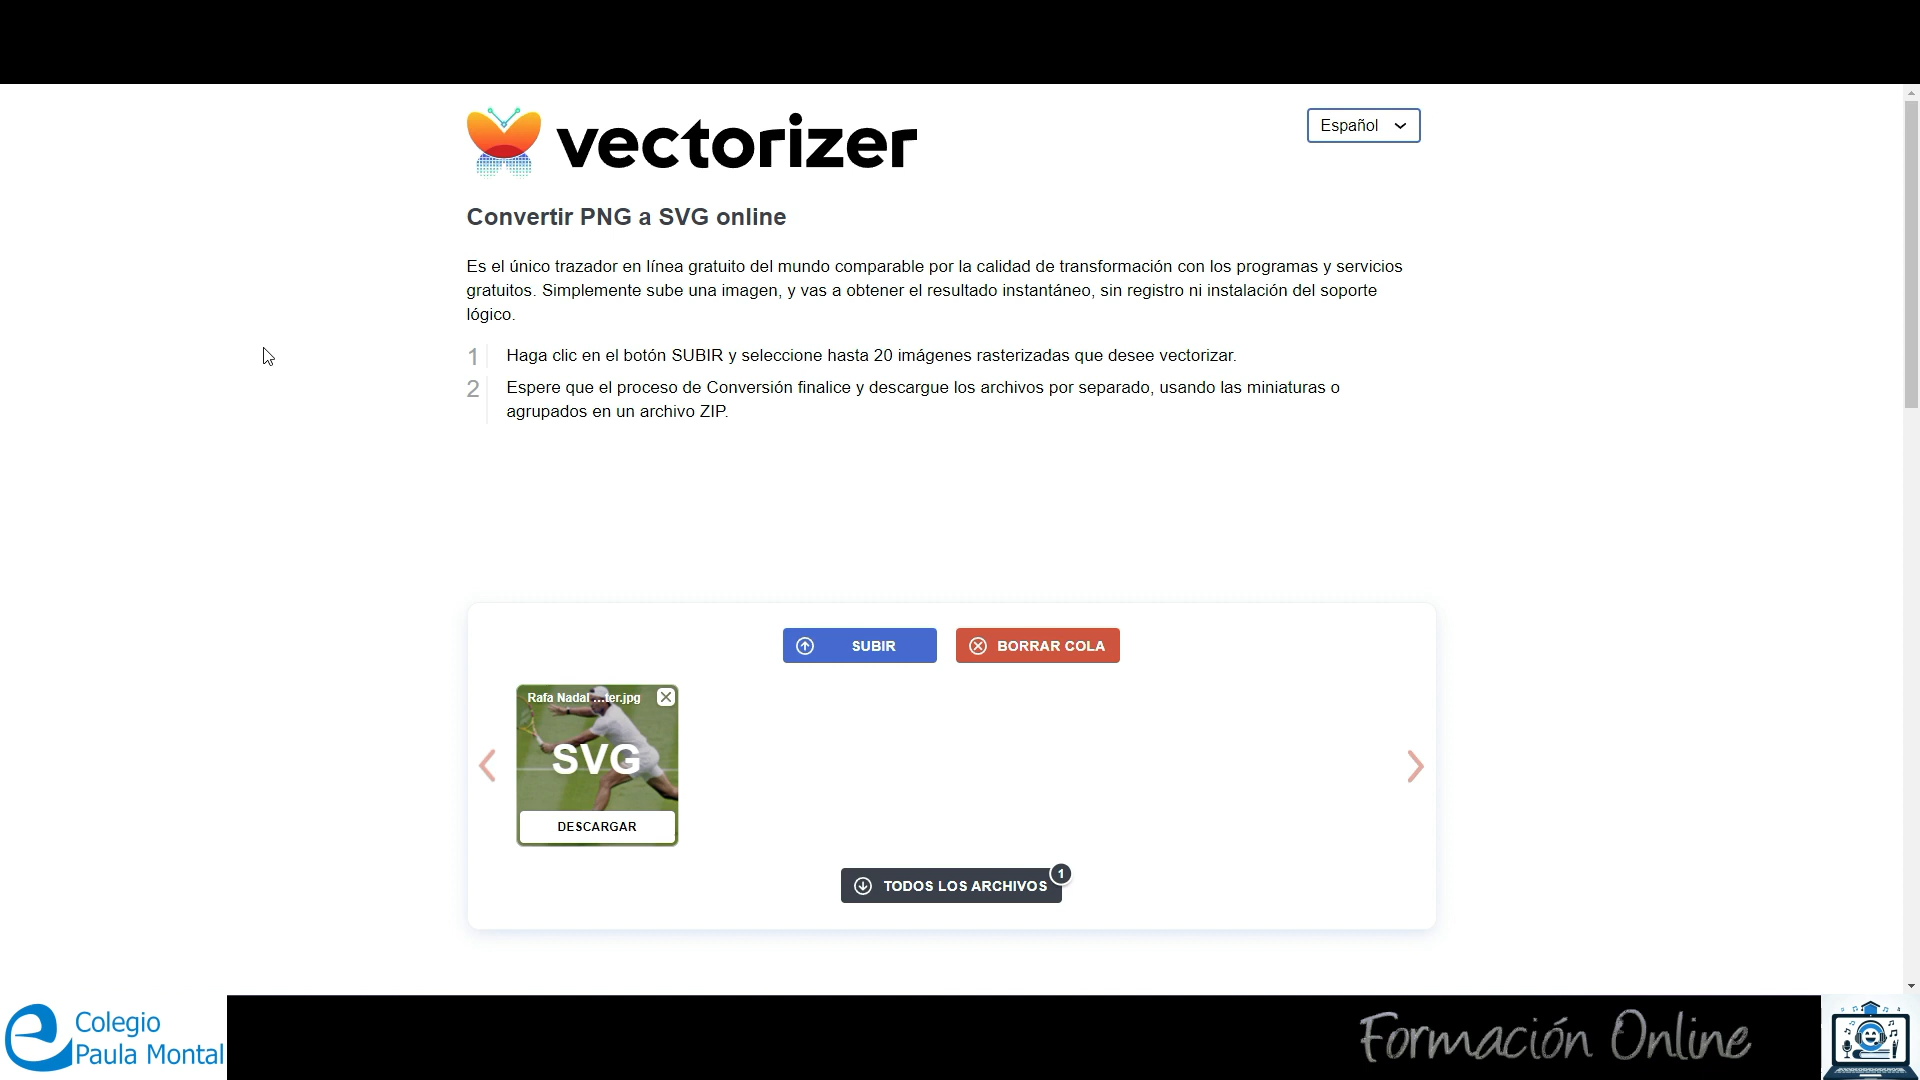 vectorizer
Español
Convertir PNG a SVG online
Es el único trazador en línea gratuito del mundo comparable por la calidad de transformación con los programas y servicios
gratuitos. Simplemente sube una imagen, y vas a obtener el resultado instantáneo, sin registro ni instalación del soporte
lógico.
1 Haga clic en el botón SUBIR y seleccione hasta 20 imágenes rasterizadas que desee vectorizar.
2 Espere que el proceso de Conversión finalice y descargue los archivos por separado, usando las miniaturas o
agrupados en un archivo ZIP.
SUBIR
BORRAR COLA
Rafa Nadal ...ter.jpg
SVG
DESCARGAR
TODOS LOS ARCHIVOS
1
Colegio
Paula Montal
Formación Online